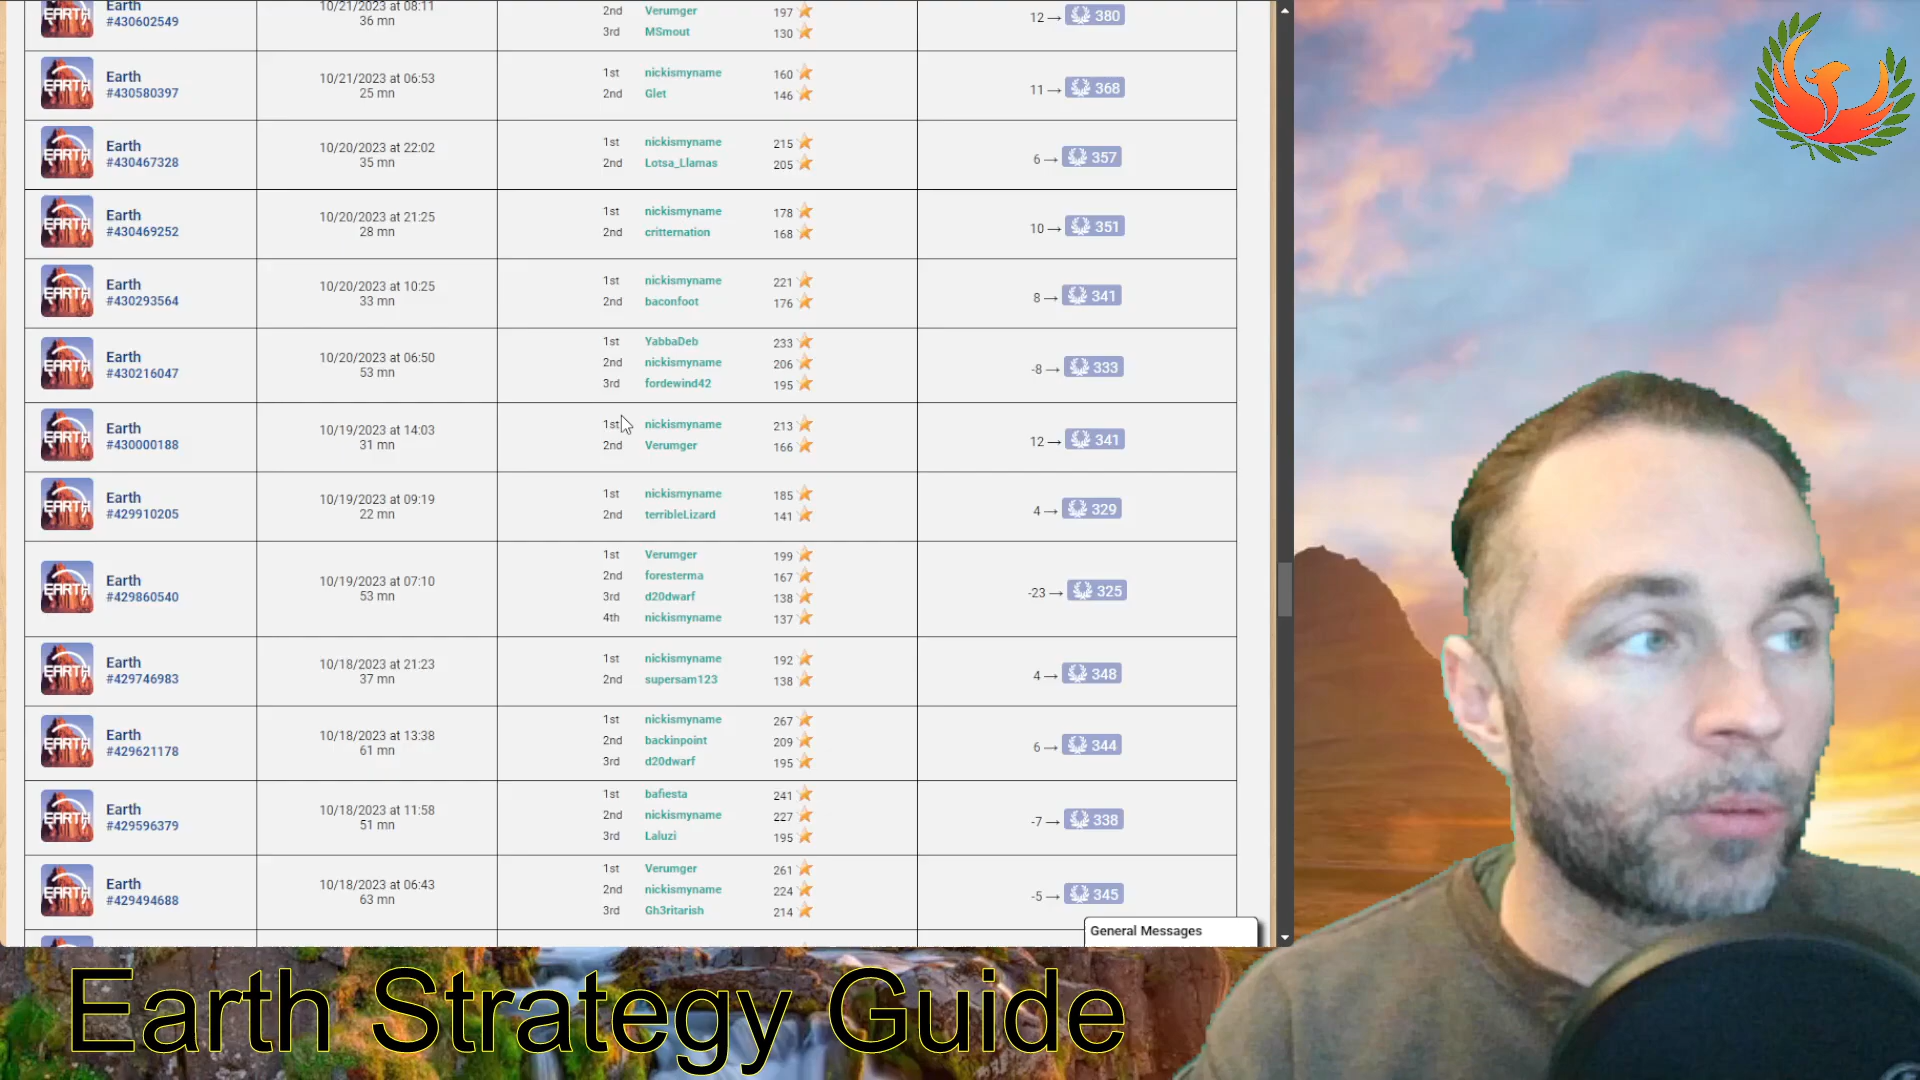 Earth
#430602549
10/21/2023 at 08:11
36 mn
2nd Verumger 197
3rd MSmout 130
12 → 380
Earth
#430580397
10/21/2023 at 06:53
25 mn
1st nickismyname 160
2nd Glet 146
11 → 368
Earth
#430467328
10/20/2023 at 22:02
35 mn
1st nickismyname 215
2nd Lotsa_Llamas 205
6 → 357
Earth
#430469252
10/20/2023 at 21:25
28 mn
1st nickismyname 178
2nd critternation 168
10 → 351
Earth
#430293564
10/20/2023 at 10:25
33 mn
1st nickismyname 221
2nd baconfoot 176
8 → 341
Earth
#430216047
10/20/2023 at 06:50
53 mn
1st YabbaDeb 233
2nd nickismyname 206
3rd fordewind42 195
-8 → 333
Earth
#430000188
10/19/2023 at 14:03
31 mn
1st nickismyname 213
2nd Verumger 166
12 → 341
Earth
#429910205
10/19/2023 at 09:19
22 mn
1st nickismyname 185
2nd terribleLizard 141
4 → 329
Earth
#429860540
10/19/2023 at 07:10
53 mn
1st Verumger 199
2nd foresterma 167
3rd d20dwarf 138
4th nickismyname 137
-23 → 325
Earth
#429746983
10/18/2023 at 21:23
37 mn
1st nickismyname 192
2nd supersam123 138
4 → 348
Earth
#429621178
10/18/2023 at 13:38
61 mn
1st nickismyname 267
2nd backinpoint 209
3rd d20dwarf 195
6 → 344
Earth
#429596379
10/18/2023 at 11:58
51 mn
1st bafiesta 241
2nd nickismyname 227
3rd Laluzi 195
-7 → 338
Earth
#429494688
10/18/2023 at 06:43
63 mn
1st Verumger 261
2nd nickismyname 224
3rd Gh3ritarish 214
-5 → 345
General Messages
EARTH
EARTH
EARTH
EARTH
EARTH
EARTH
EARTH
EARTH
EARTH
EARTH
EARTH
EARTH
EARTH
Earth Strategy Guide